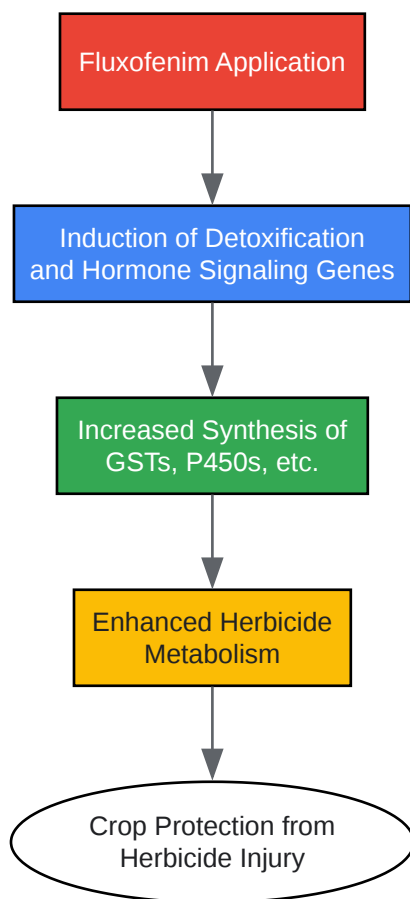 Fluxofenim Application
Induction of Detoxification
and Hormone Signaling Genes
Increased Synthesis of
GSTs, P450s, etc.
Enhanced Herbicide
Metabolism
Crop Protection from
Herbicide Injury